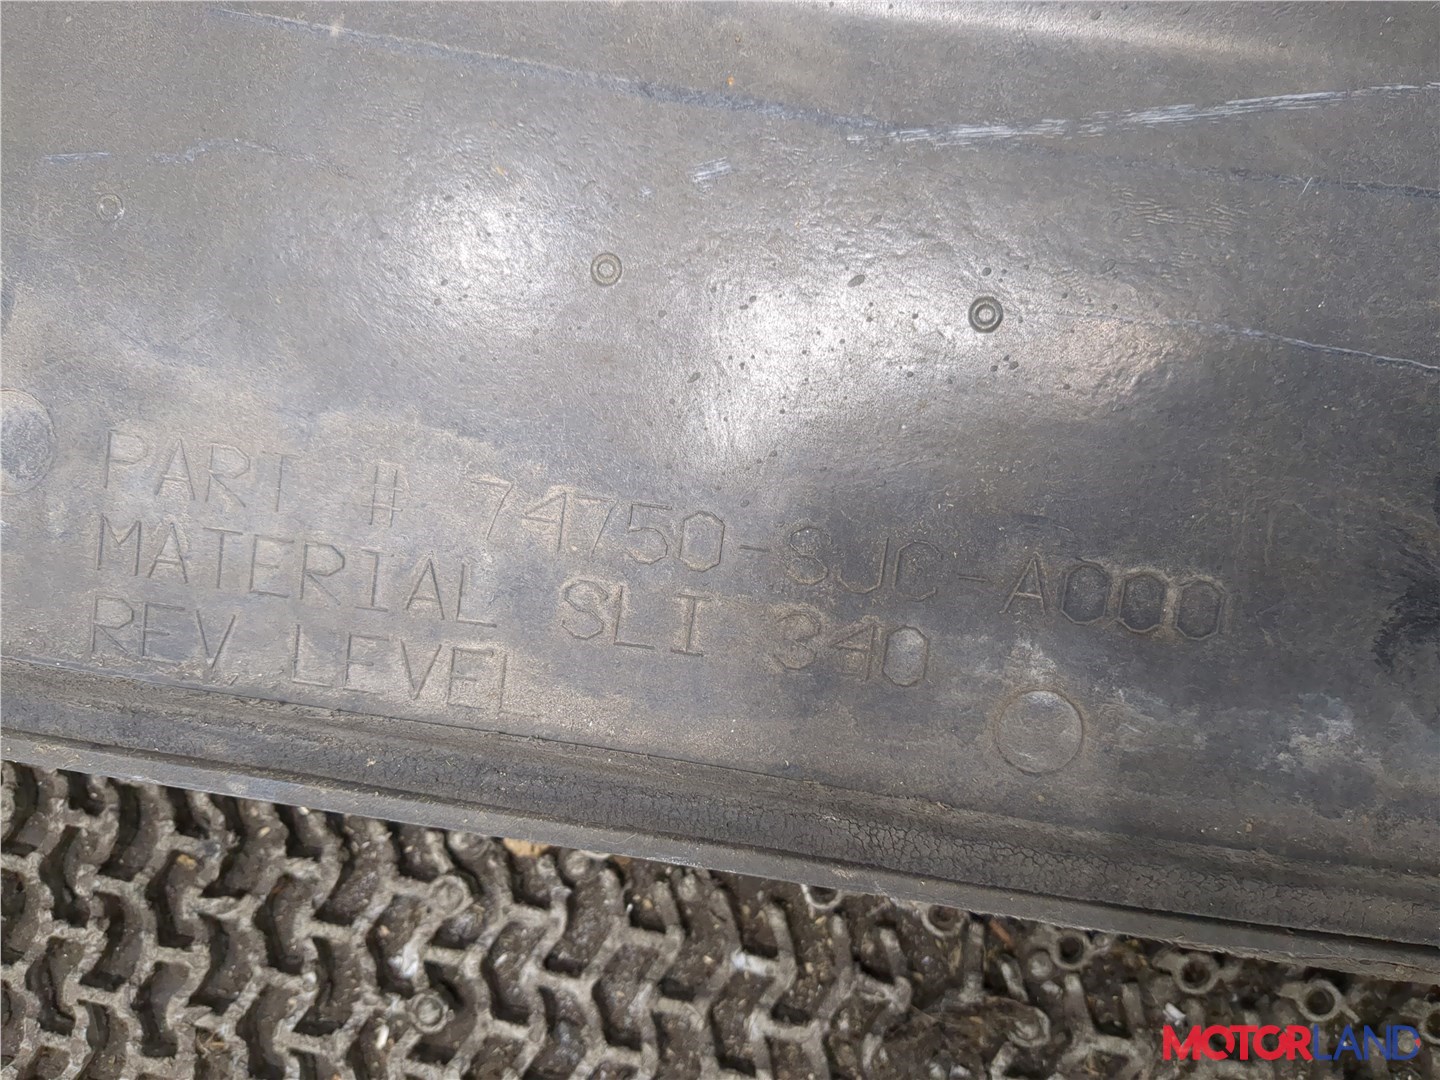 PART # 74750-SJC-A000
MATERIAL SLI 340
REV LEVEL
MOTORLAND